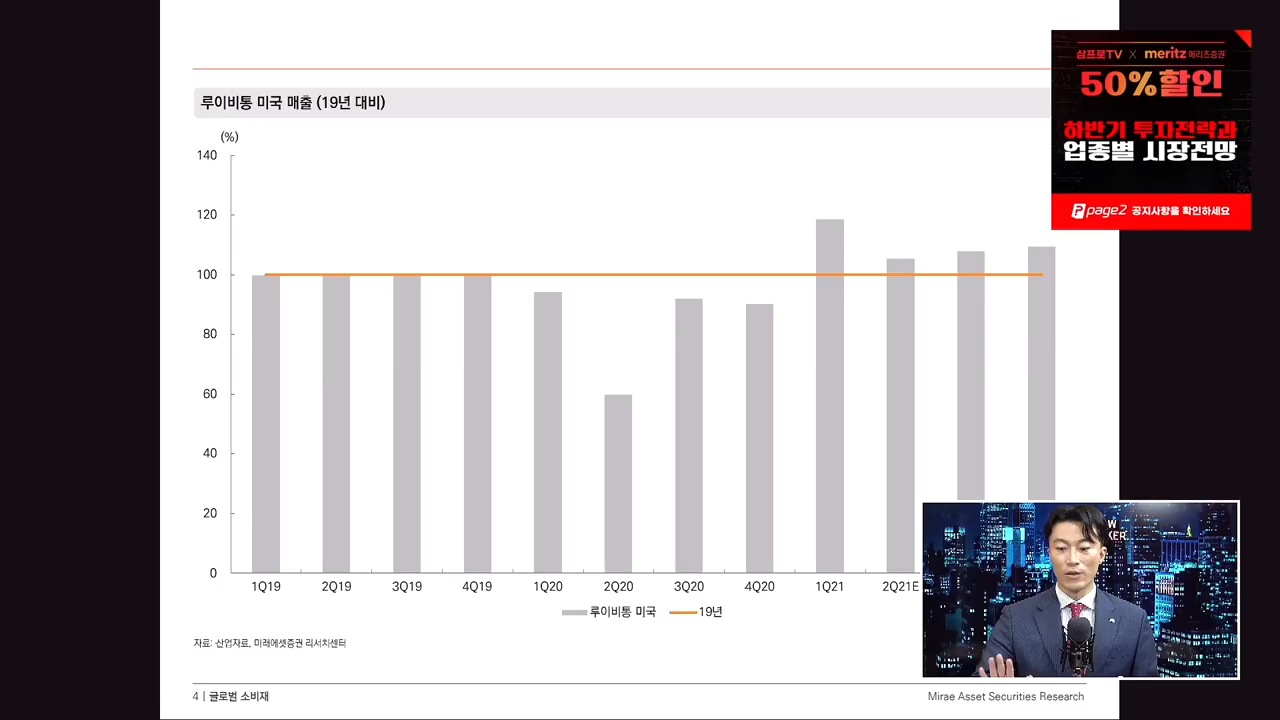 삼프로TV X meritz 메리츠증권
50%할인
하반기 투자전략과
업종별 시장전망
page2 공지사항을 확인하세요
루이비통 미국 매출 (19년 대비)
(%)
140
120
100
80
60
40
20
0
1Q19 2Q19 3Q19 4Q19 1Q20 2Q20 3Q20 4Q20 1Q21 2Q21E
루이비통 미국 19년
자료: 산업자료, 미래에셋증권 리서치센터
4 | 글로벌 소비재
Mirae Asset Securities Research
W
KER